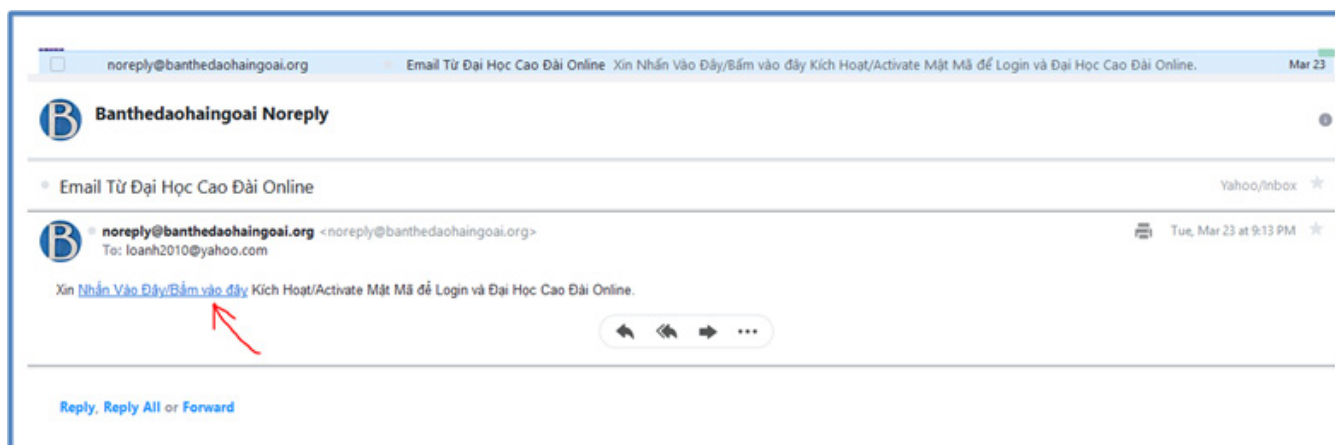 noreply@banthedaohaingoai.org Email Từ Đại Học Cao Đài Online Xin Nhấn Vào Đây/Bấm vào đây Kích Hoạt/Activate Mật Mã để Login và Đại Học Cao Đài Online. Mar 23
B Banthedaohaingoai Noreply
Email Từ Đại Học Cao Đài Online Yahoo/Inbox
B noreply@banthedaohaingoai.org <noreply@banthedaohaingoai.org> Tue, Mar 23 at 9:13 PM
To: loanh2010@yahoo.com
Xin Nhấn Vào Đây/Bấm vào đây Kích Hoạt/Activate Mật Mã để Login và Đại Học Cao Đài Online.
Reply, Reply All or Forward